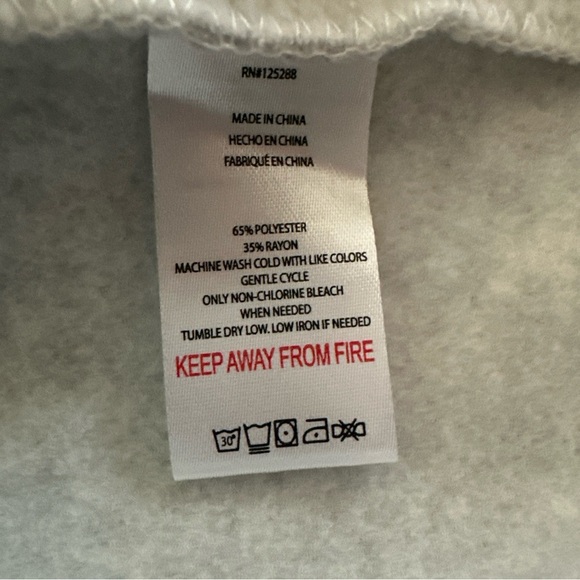 RN#125288
MADE IN CHINA
HECHO EN CHINA
FABRIQUÉ EN CHINA
65% POLYESTER
35% RAYON
MACHINE WASH COLD WITH LIKE COLORS
GENTLE CYCLE
ONLY NON-CHLORINE BLEACH
WHEN NEEDED
TUMBLE DRY LOW. LOW IRON IF NEEDED
KEEP AWAY FROM FIRE
30°